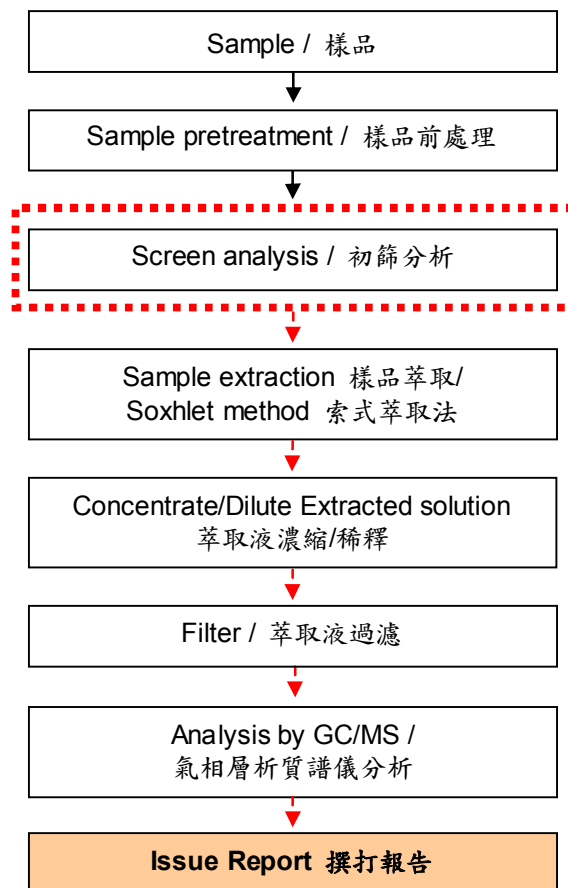 Sample / 樣品
Sample pretreatment / 樣品前處理
Screen analysis / 初篩分析
Sample extraction 樣品萃取/
Soxhlet method 索式萃取法
Concentrate/Dilute Extracted solution
萃取液濃縮/稀釋
Filter / 萃取液過濾
Analysis by GC/MS /
氣相層析質譜儀分析
Issue Report 撰打報告